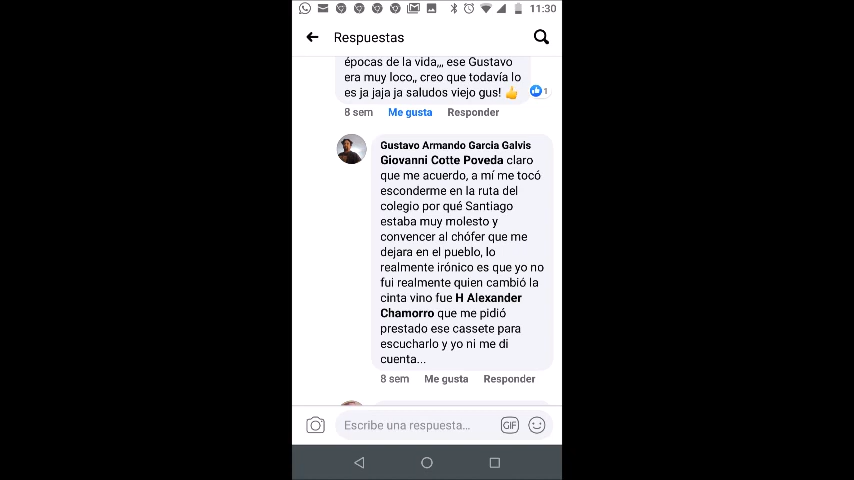 11:30
Respuestas
épocas de la vida,,, ese Gustavo
era muy loco,, creo que todavía lo
es ja jaja ja saludos viejo gus! 👍
1
8 sem Me gusta Responder
Gustavo Armando Garcia Galvis
Giovanni Cotte Poveda claro
que me acuerdo, a mí me tocó
esconderme en la ruta del
colegio por qué Santiago
estaba muy molesto y
convencer al chófer que me
dejara en el pueblo, lo
realmente irónico es que yo no
fui realmente quien cambió la
cinta vino fue H Alexander
Chamorro que me pidió
prestado ese cassete para
escucharlo y yo ni me di
cuenta...
8 sem Me gusta Responder
Escribe una respuesta...
GIF